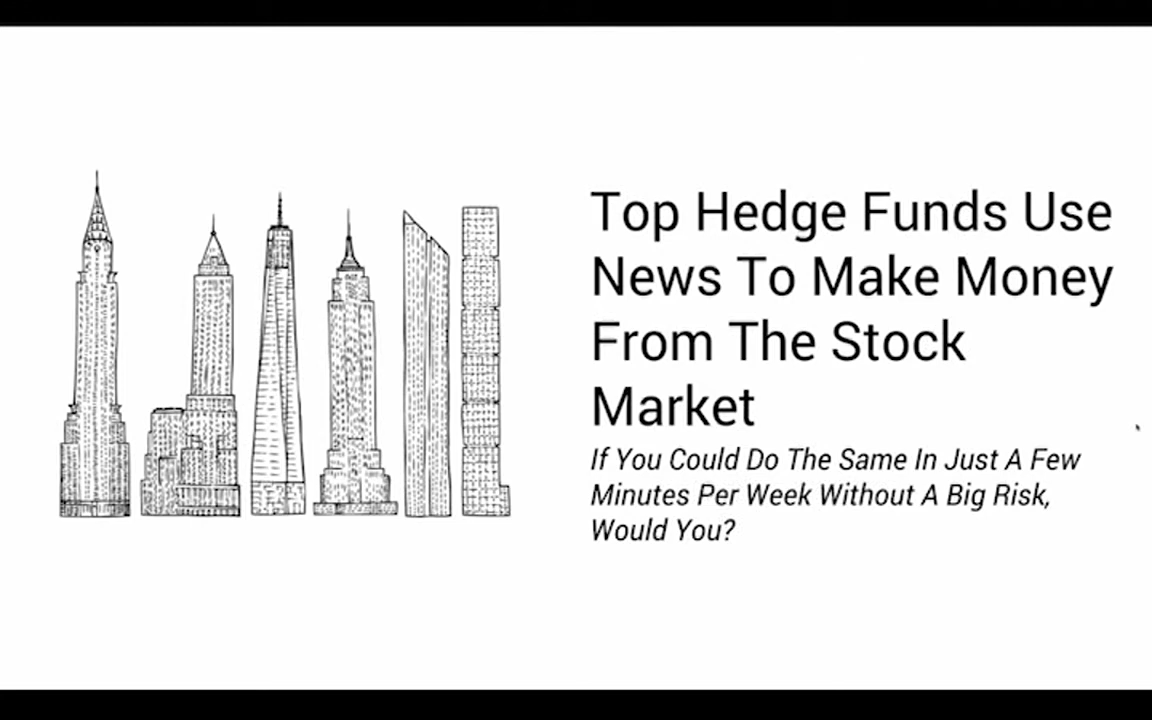 Top Hedge Funds Use
News To Make Money
From The Stock
Market
If You Could Do The Same In Just A Few
Minutes Per Week Without A Big Risk,
Would You?